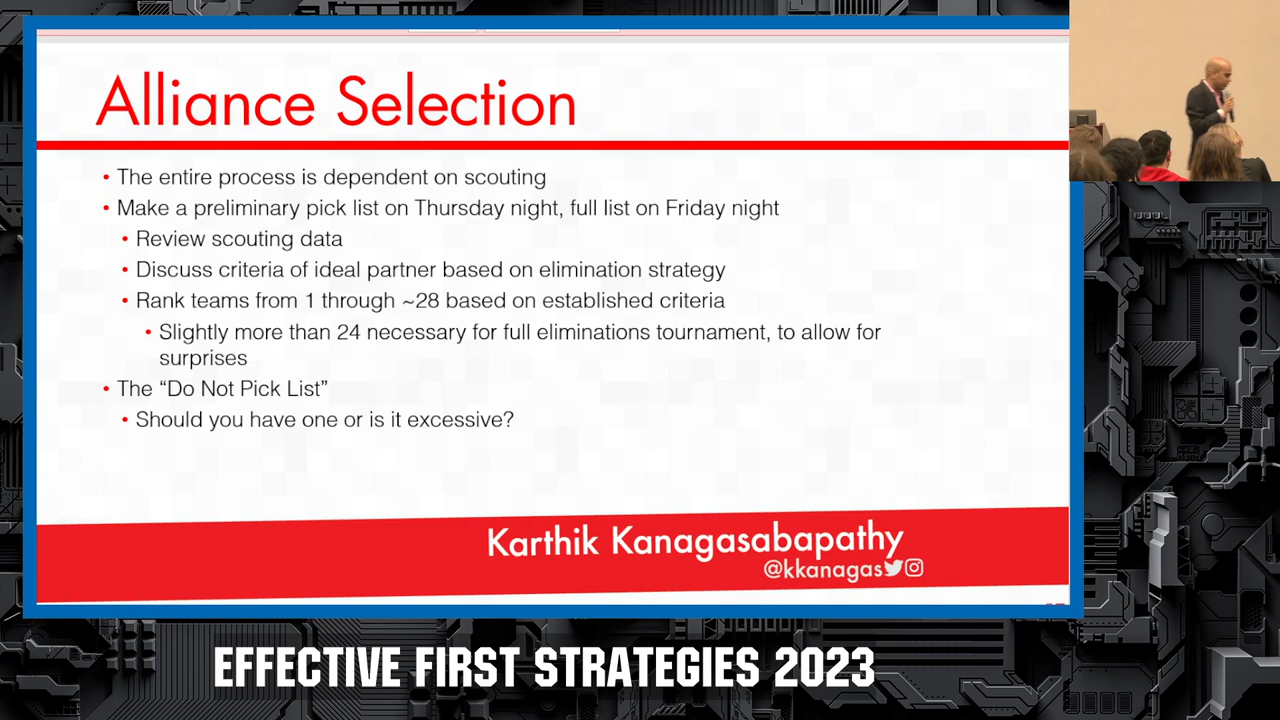 Alliance Selection
• The entire process is dependent on scouting
• Make a preliminary pick list on Thursday night, full list on Friday night
• Review scouting data
• Discuss criteria of ideal partner based on elimination strategy
• Rank teams from 1 through ~28 based on established criteria
• Slightly more than 24 necessary for full eliminations tournament, to allow for
surprises
• The “Do Not Pick List”
• Should you have one or is it excessive?
Karthik Kanagasabapathy
@kkanagas
EFFECTIVE FIRST STRATEGIES 2023